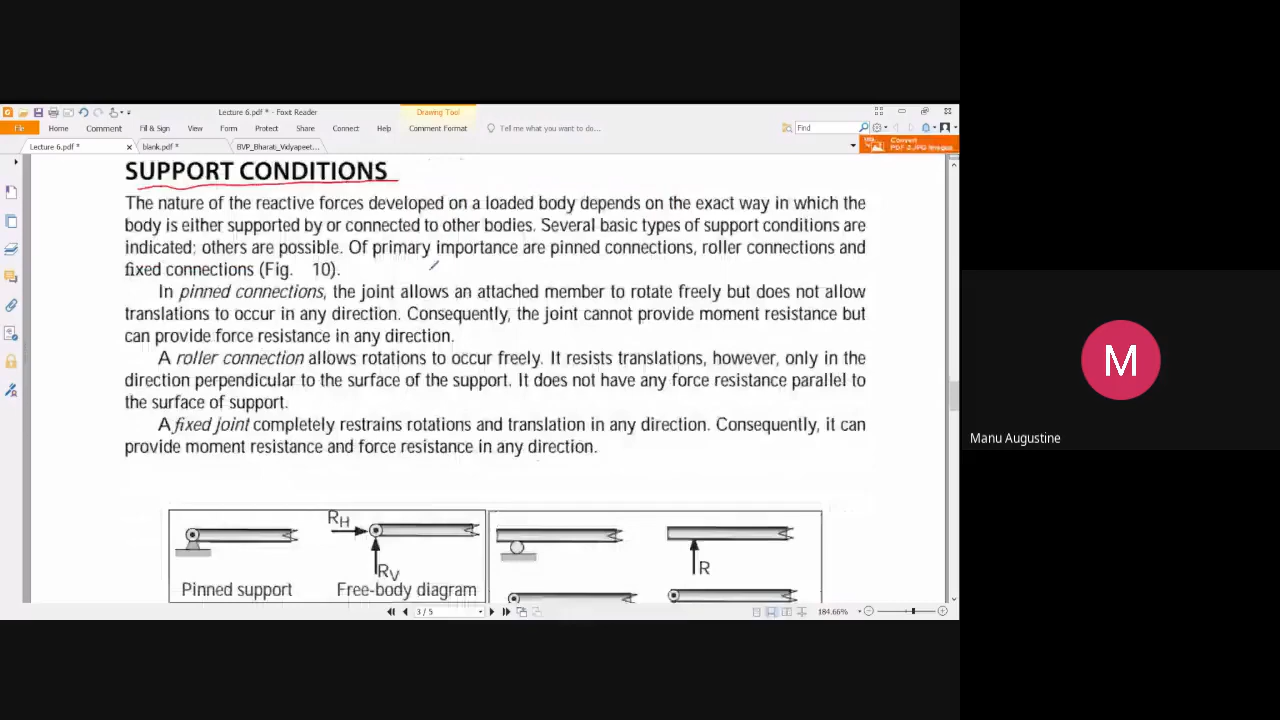 Lecture 6.pdf * - Foxit Reader
Drawing Tool
File Home Comment Fill & Sign View Form Protect Share Connect Help Comment Format Tell me what you want to do... Find
Lecture 6.pdf * blank.pdf * BVP_Bharati_Vidyapeet... Convert
PDF 2 JPG Images
SUPPORT CONDITIONS
The nature of the reactive forces developed on a loaded body depends on the exact way in which the
body is either supported by or connected to other bodies. Several basic types of support conditions are
indicated; others are possible. Of primary importance are pinned connections, roller connections and
fixed connections (Fig. 10).
In pinned connections, the joint allows an attached member to rotate freely but does not allow
translations to occur in any direction. Consequently, the joint cannot provide moment resistance but
can provide force resistance in any direction.
A roller connection allows rotations to occur freely. It resists translations, however, only in the
direction perpendicular to the surface of the support. It does not have any force resistance parallel to
the surface of support.
A fixed joint completely restrains rotations and translation in any direction. Consequently, it can
provide moment resistance and force resistance in any direction.
RH
RV R
Pinned support Free-body diagram
3 / 5 184.66%
M
Manu Augustine